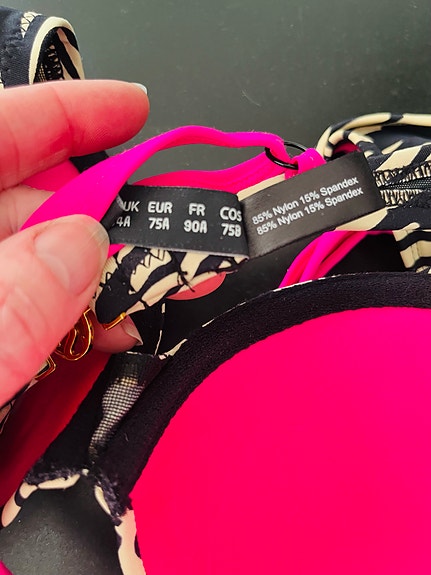 UK EUR FR COS
4A 75A 90A 75B
85% Nylon 15% Spandex
85% Nylon 15% Spandex